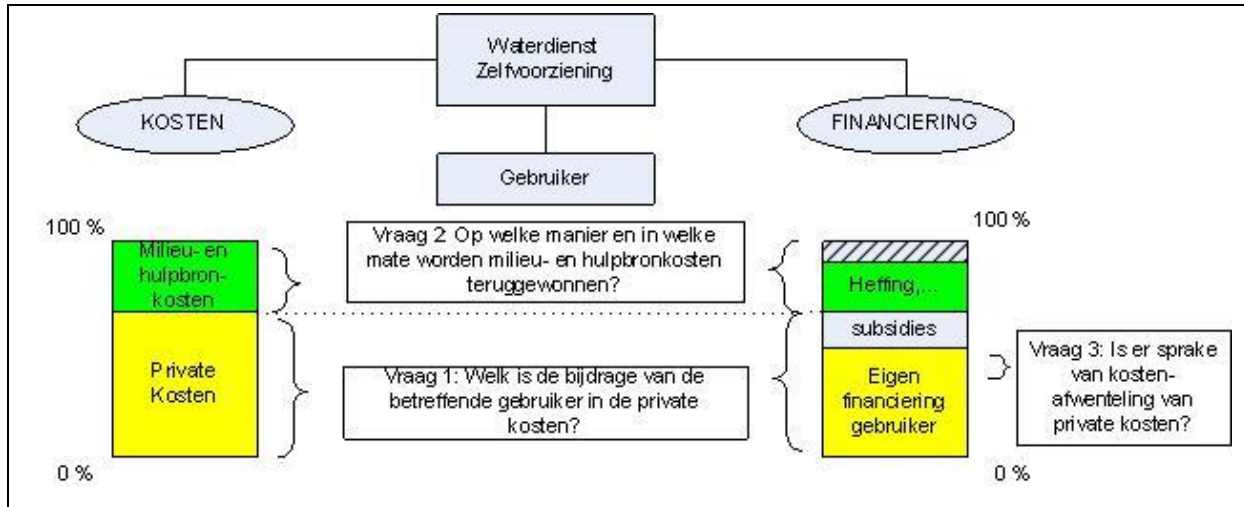 Waterdienst
Zelfvoorziening
KOSTEN
FINANCIERING
Gebruiker
100 %
100 %
Vraag 2: Op welke manier en in welke
mate worden milieu- en hulpbronkosten
teruggewonnen?
Milieu- en
hulpbron-
kosten
Heffing,...
subsidies
Private
Kosten
Vraag 1: Welk is de bijdrage van de
betreffende gebruiker in de private
kosten?
Eigen
financiering
gebruiker
Vraag 3: Is er sprake
van kosten-
afwenteling van
private kosten?
0 %
0 %